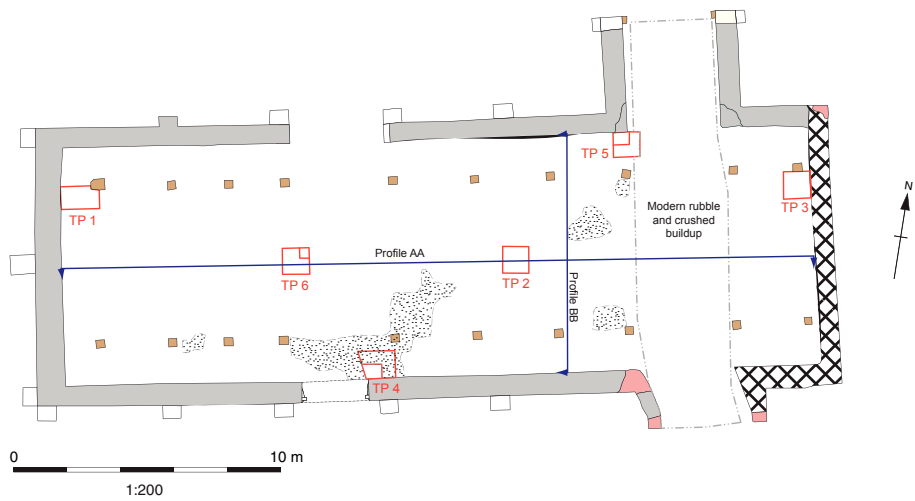 TP 5
N
TP 1
TP 3
Modern rubble
and crushed
buildup
Profile AA
TP 6
TP 2
Profile BB
TP 4
0
10 m
1:200